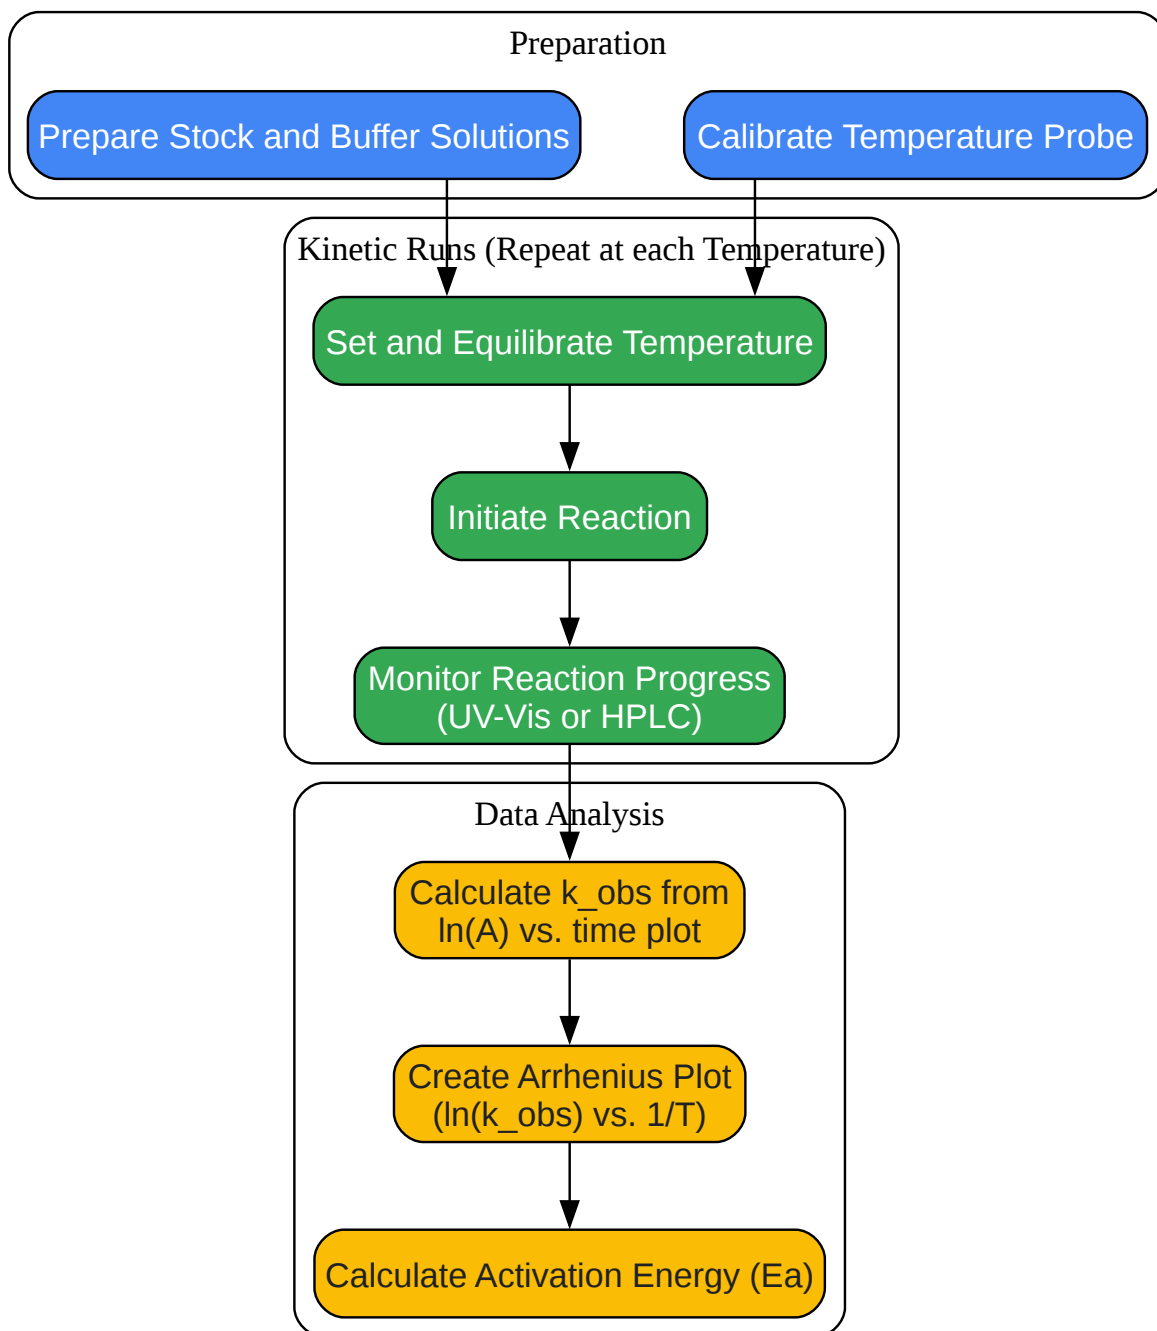 Preparation
Prepare Stock and Buffer Solutions
Calibrate Temperature Probe
Kinetic Runs (Repeat at each Temperature)
Set and Equilibrate Temperature
Initiate Reaction
Monitor Reaction Progress
(UV-Vis or HPLC)
Data Analysis
Calculate k_obs from
ln(A) vs. time plot
Create Arrhenius Plot
(ln(k_obs) vs. 1/T)
Calculate Activation Energy (Ea)